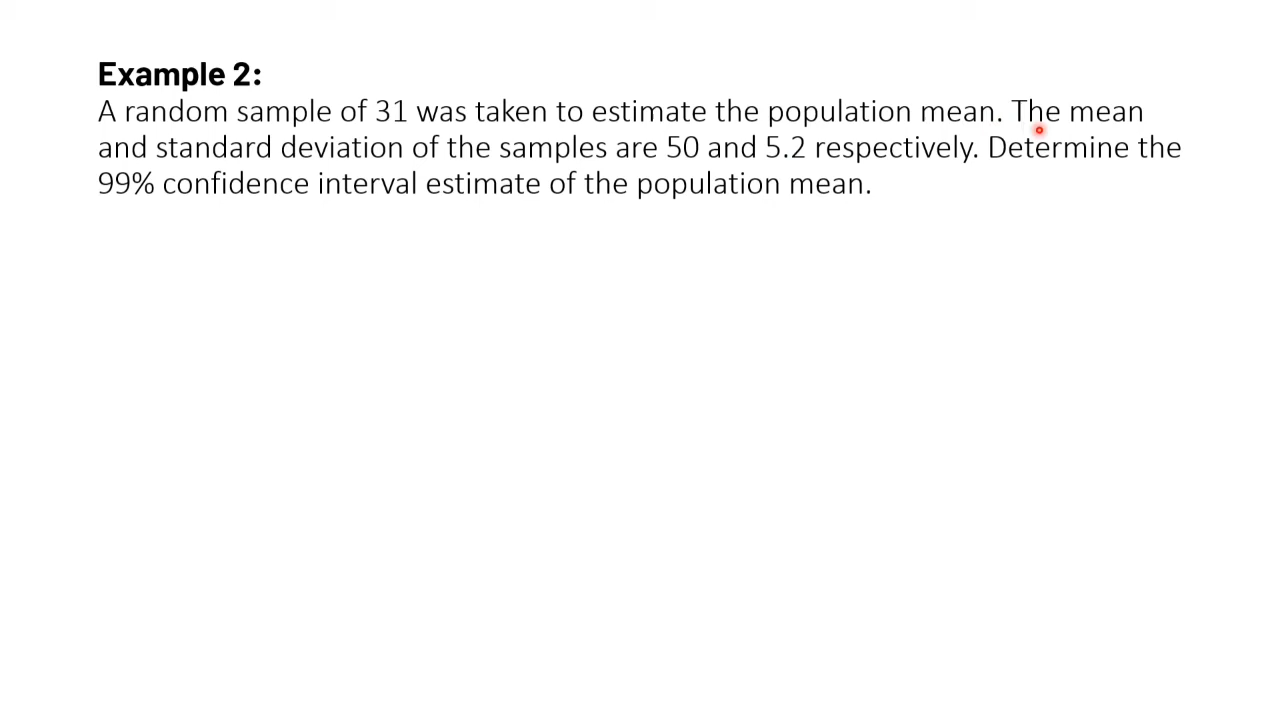 Example 2:
A random sample of 31 was taken to estimate the population mean. The mean
and standard deviation of the samples are 50 and 5.2 respectively. Determine the
99% confidence interval estimate of the population mean.